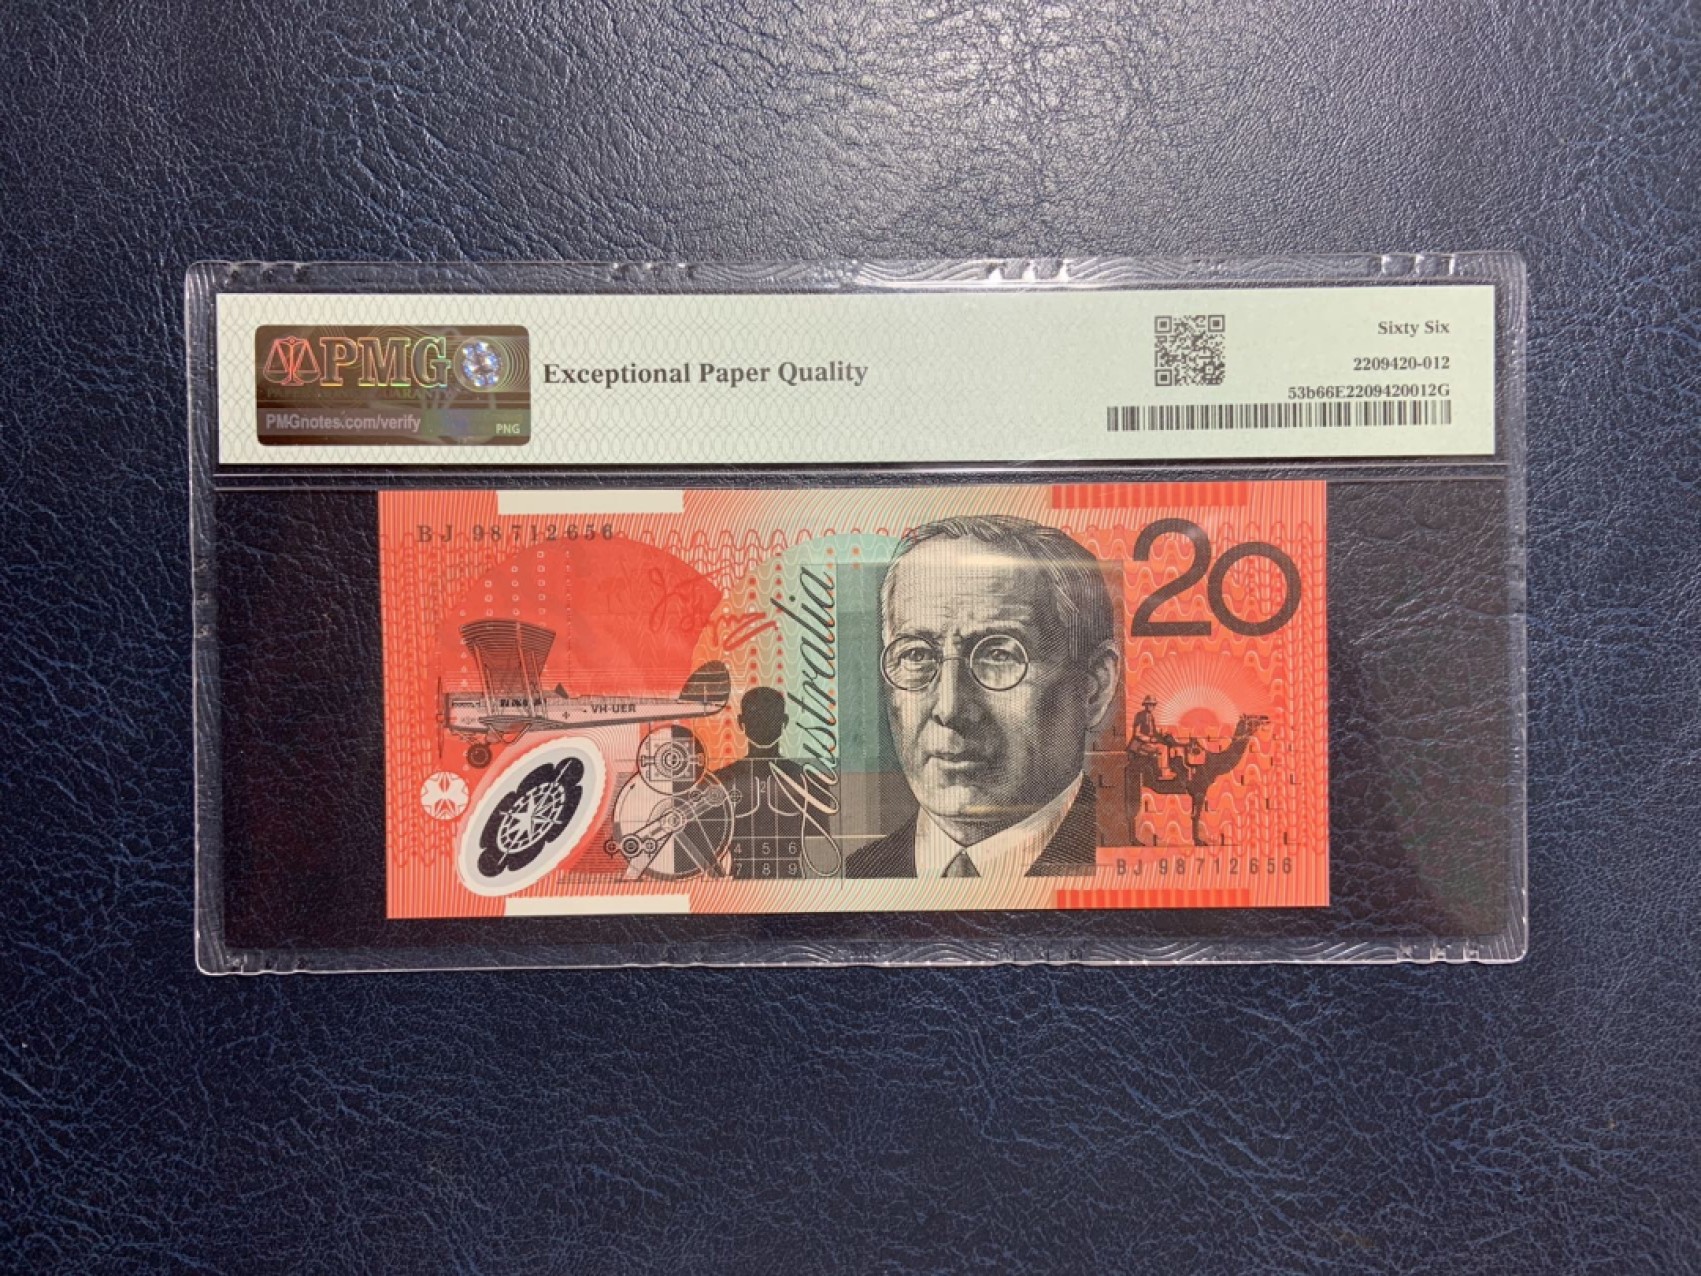 PMG
PMGnotes.com/verify
PNG
Exceptional Paper Quality
Sixty Six
2209420-012
53b66E2209420012G
BJ 98712656
20
Australia
VH-UER
2
4 5 6
7 8 9
BJ 98712656